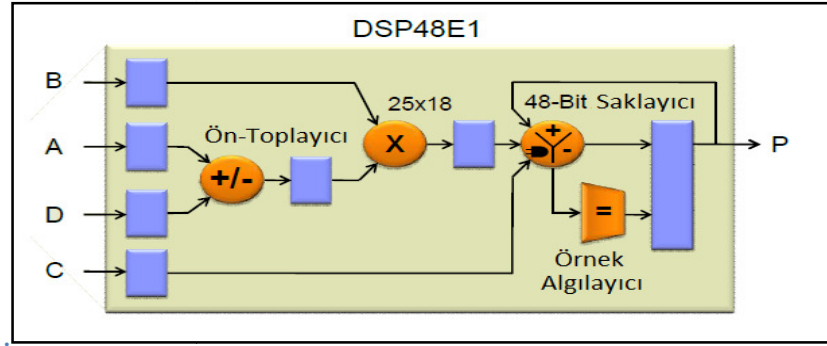 DSP48E1
B
25x18
48-Bit Saklayıcı
Ön-Toplayıcı
A
X
+
-
P
+/-
D
=
C
Örnek
Algılayıcı